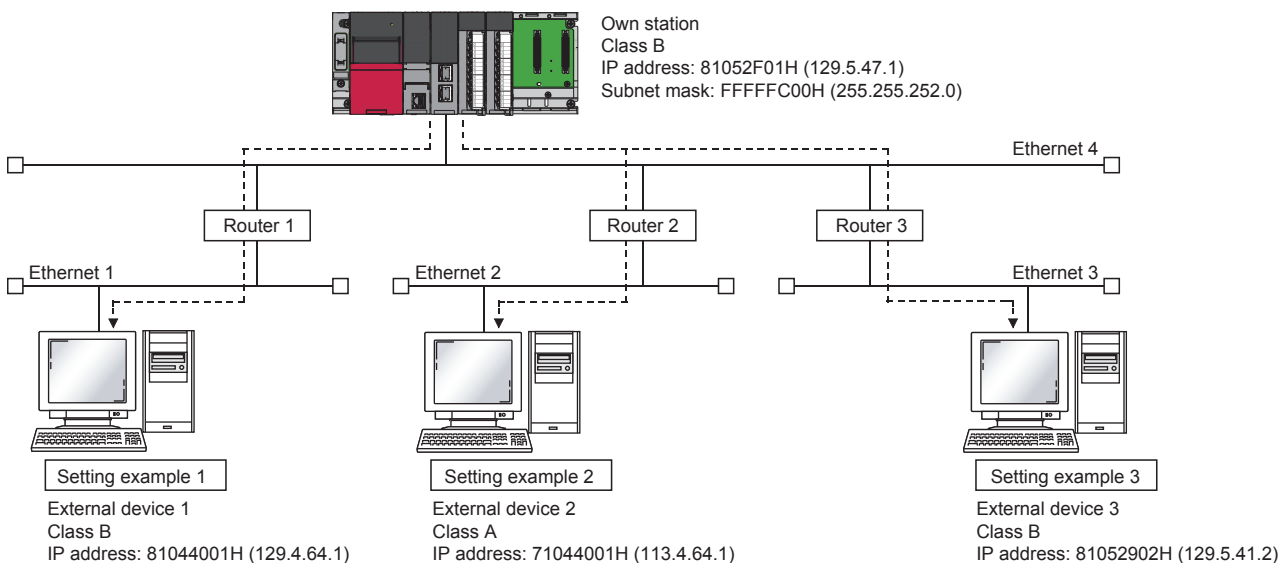 Own station
Class B
IP address: 81052F01H (129.5.47.1)
Subnet mask: FFFFFC00H (255.255.252.0)
Ethernet 4
Router 1
Router 2
Router 3
Ethernet 1
Ethernet 2
Ethernet 3
Setting example 1
External device 1
Class B
IP address: 81044001H (129.4.64.1)
Setting example 2
External device 2
Class A
IP address: 71044001H (113.4.64.1)
Setting example 3
External device 3
Class B
IP address: 81052902H (129.5.41.2)